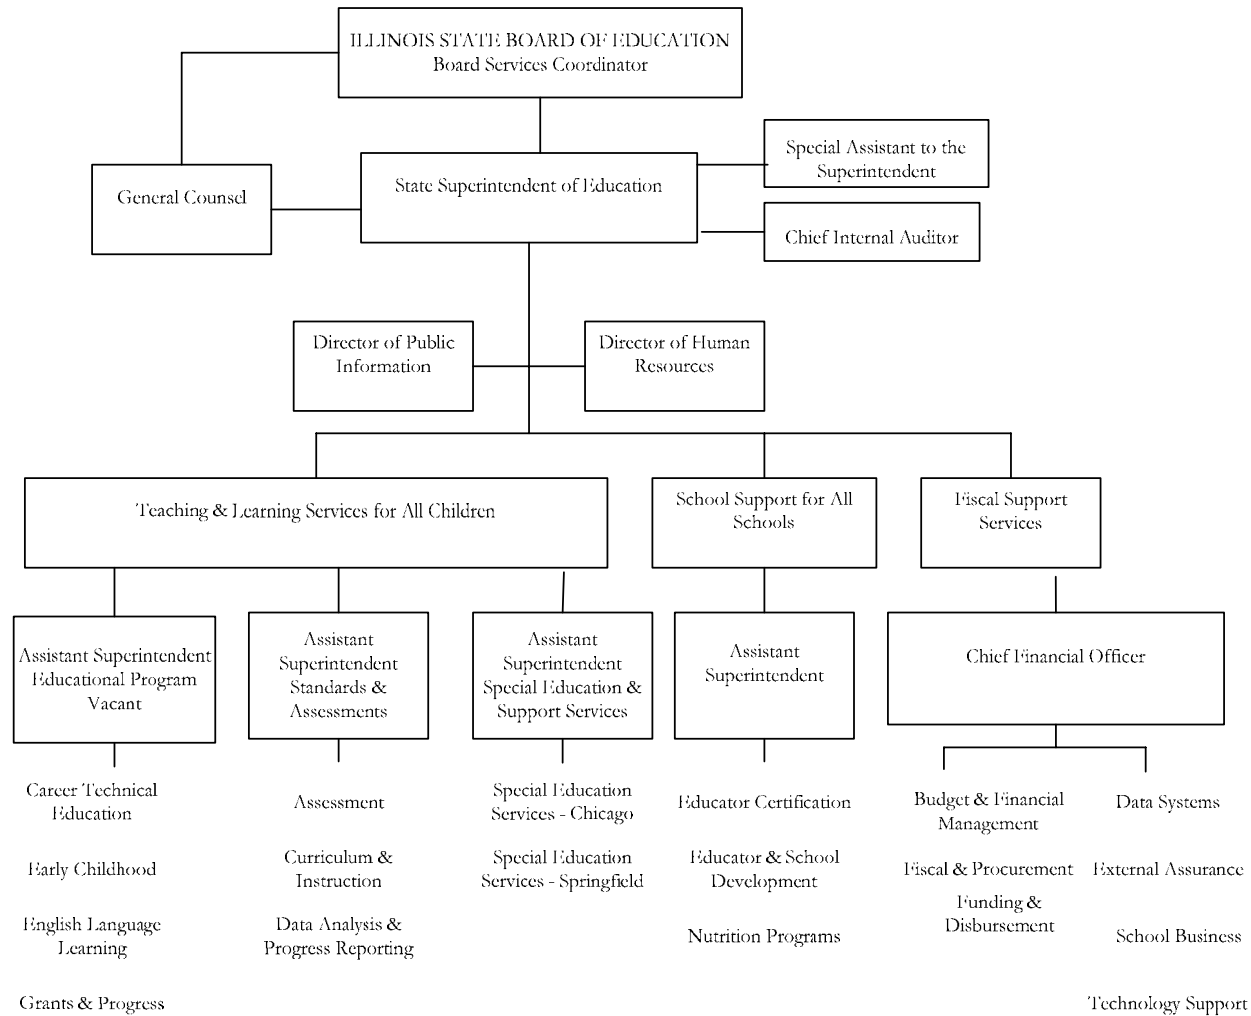 ILLINOIS STATE BOARD OF EDUCATION
Board Services Coordinator
Special Assistant to the
Superintendent
General Counsel
State Superintendent of Education
Chief Internal Auditor
Director of Public
Information
Director of Human
Resources
Teaching & Learning Services for All Children
School Support for All
Schools
Fiscal Support
Services
Assistant Superintendent
Educational Program
Vacant
Assistant
Superintendent
Standards &
Assessments
Assistant
Superintendent
Special Education &
Support Services
Assistant
Superintendent
Chief Financial Officer
Career Technical
Education
Early Childhood
English Language
Learning
Grants & Progress
Assessment
Curriculum &
Instruction
Data Analysis &
Progress Reporting
Special Education
Services - Chicago
Special Education
Services - Springfield
Educator Certification
Educator & School
Development
Nutrition Programs
Budget & Financial
Management
Fiscal & Procurement
Funding &
Disbursement
Data Systems
External Assurance
School Business
Technology Support